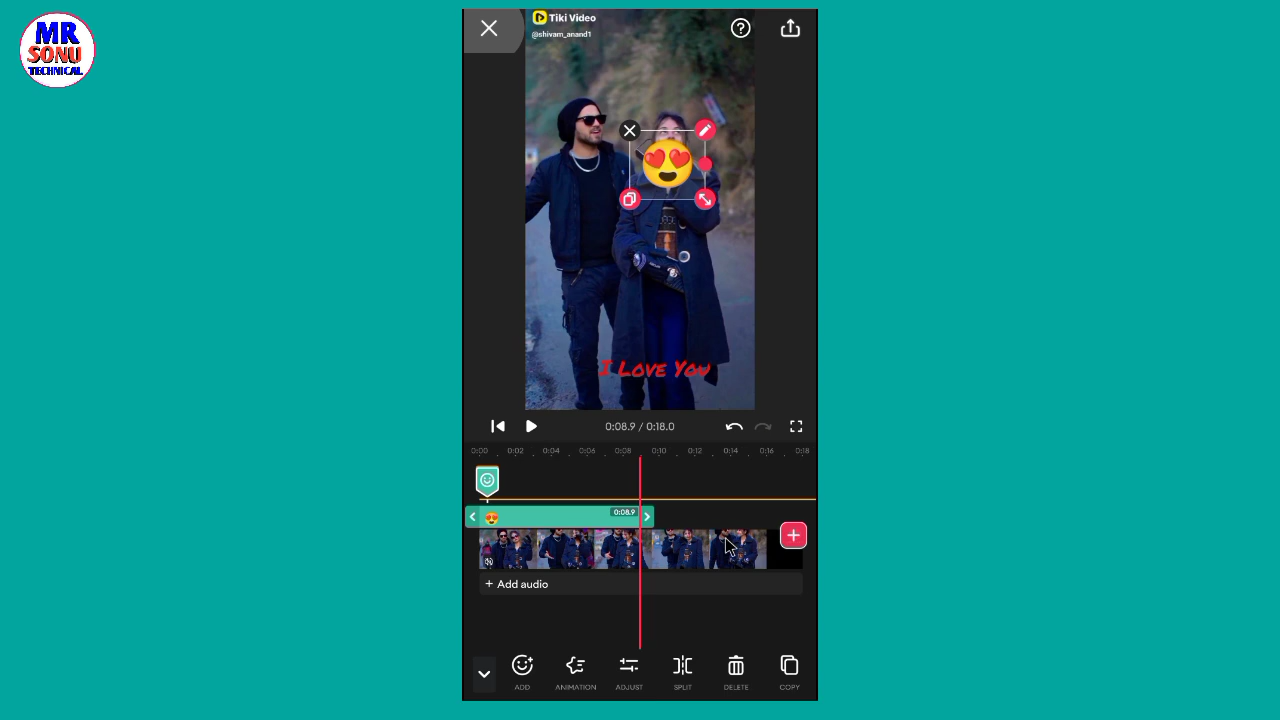 MR
SONU
TECHNICAL
Tiki Video
@shivam_anand1
I Love You
0:08.9 / 0:18.0
0:00 0:02 0:04 0:06 0:08 0:10 0:12 0:14 0:16 0:18
0:08.9
+ Add audio
ADD ANIMATION ADJUST SPLIT DELETE COPY